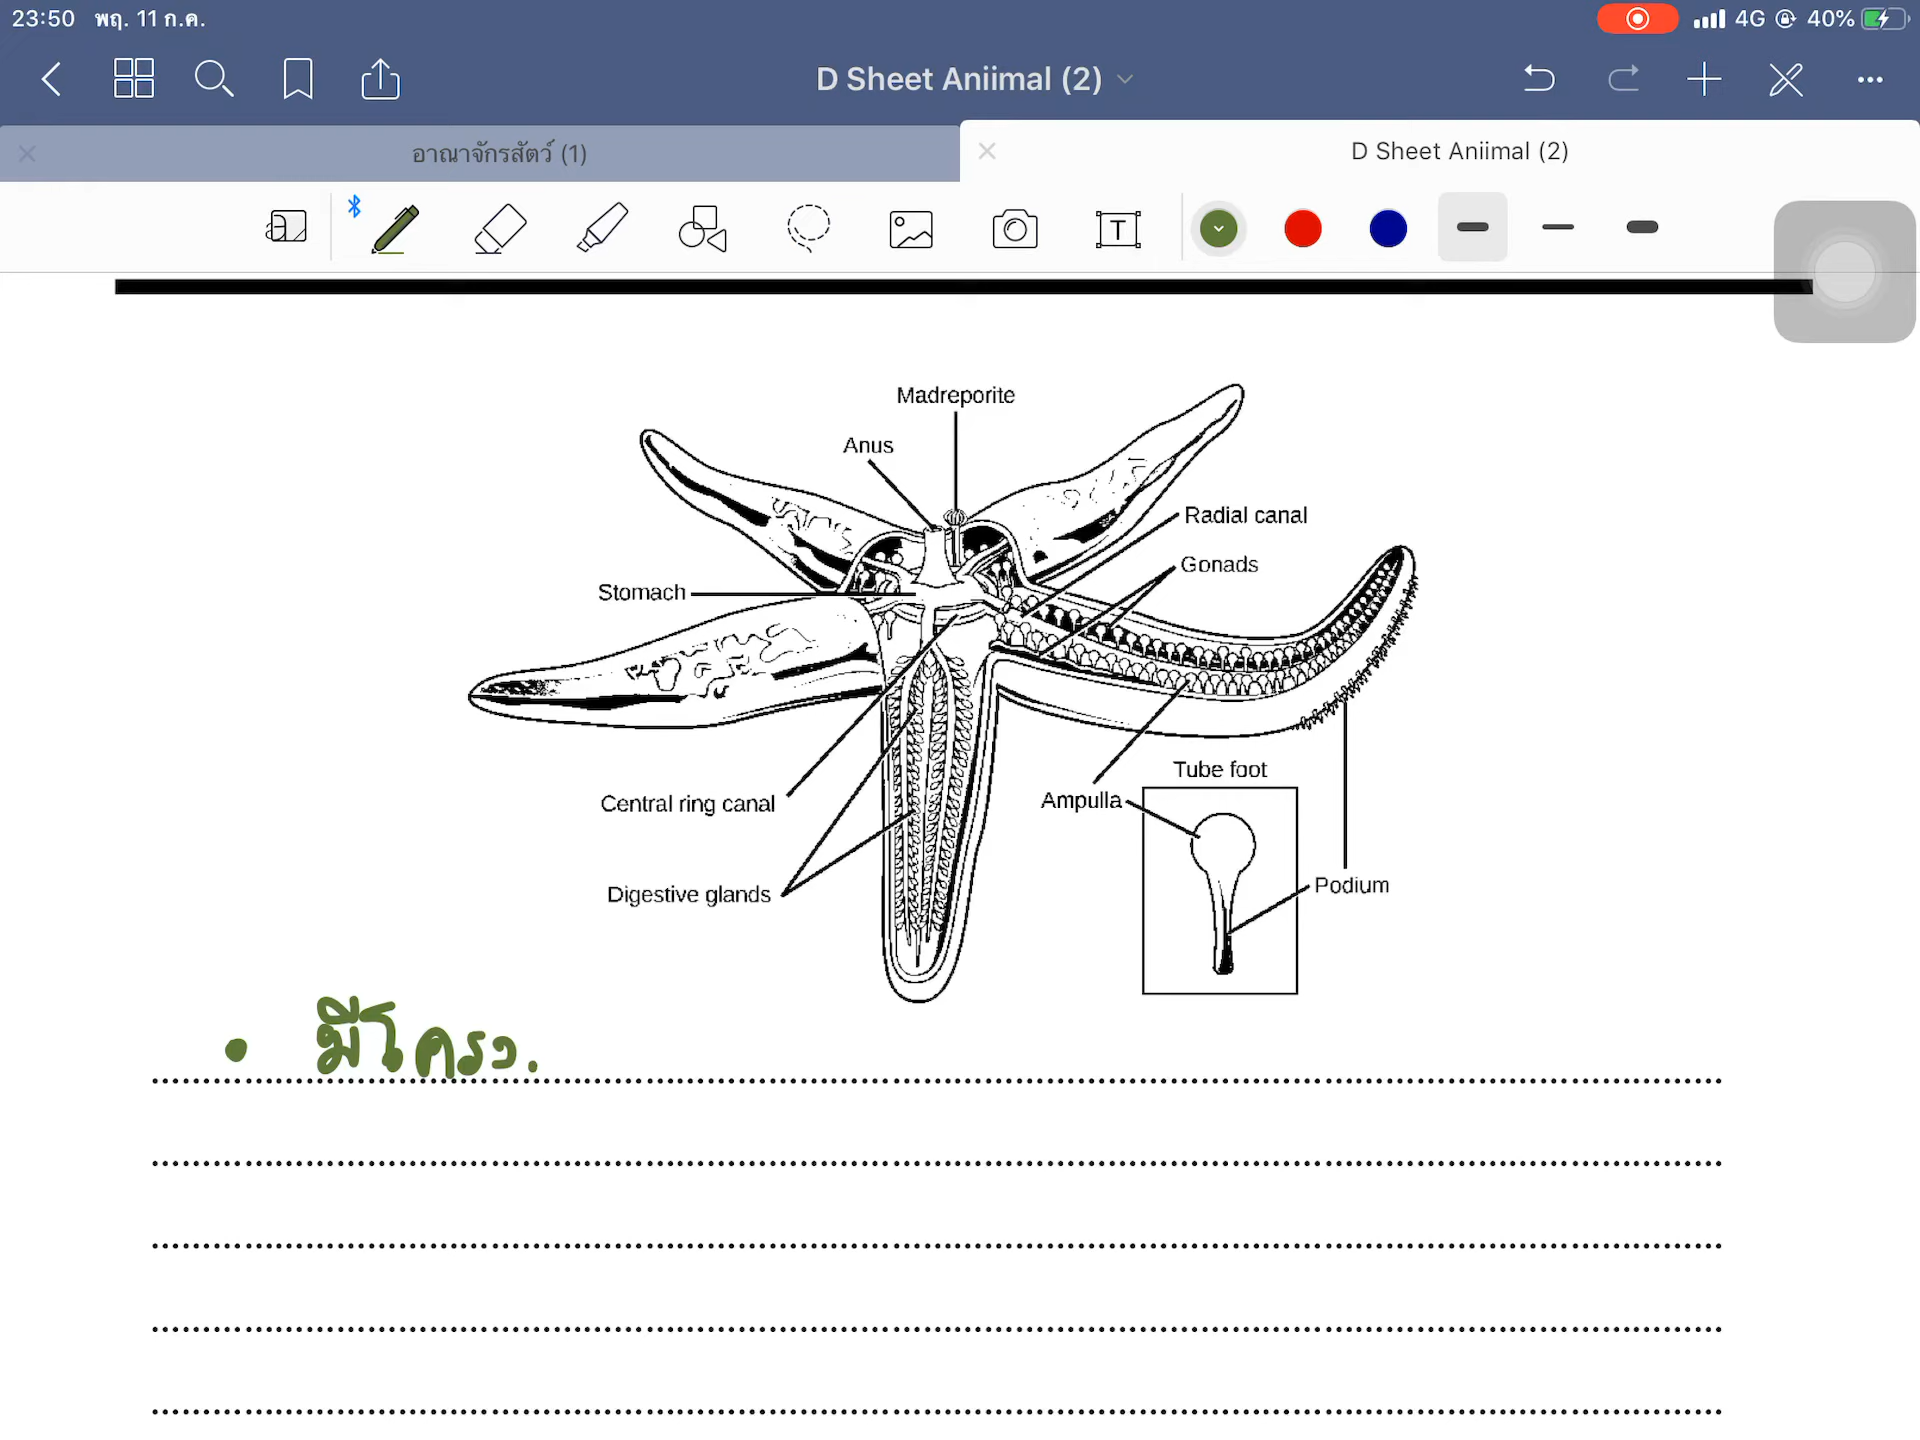 23:50 พฤ. 11 ก.ค. 4G 40%
D Sheet Aniimal (2)
อาณาจักรสัตว์ (1)
D Sheet Aniimal (2)
T
Madreporite
Anus
Radial canal
Gonads
Stomach
Tube foot
Ampulla
Central ring canal
Podium
Digestive glands
• มีโครง.